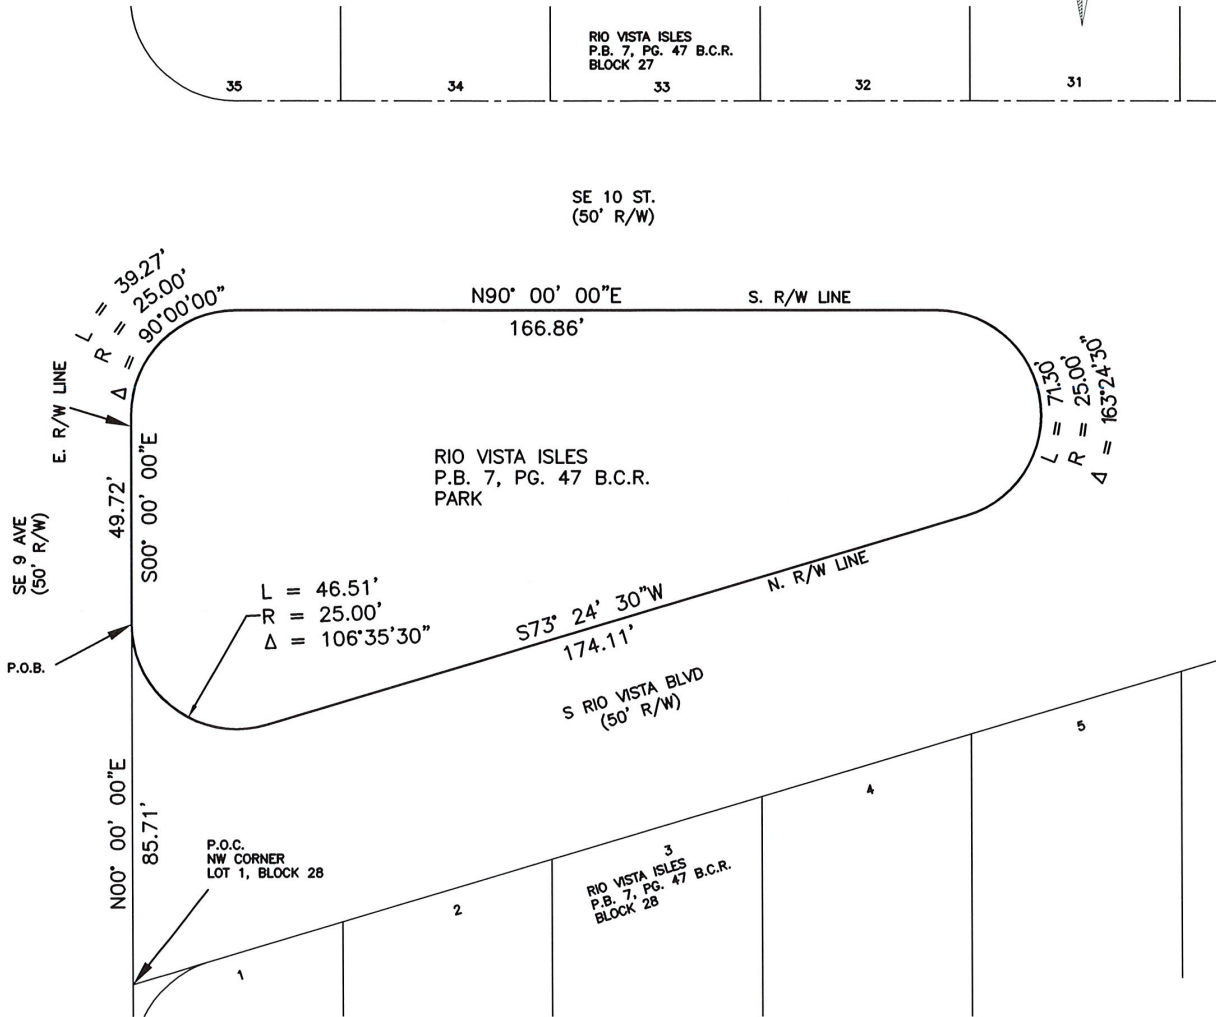 RIO VISTA ISLES
P.B. 7, PG. 47 B.C.R.
BLOCK 27
35
34
33
32
31
SE 10 ST.
(50' R/W)
L = 39.27'
R = 25.00'
Δ = 90°00'00"
N90° 00' 00"E
166.86'
S. R/W LINE
L = 71.30'
R = 25.00'
Δ = 163°24'30"
E. R/W LINE
SE 9 AVE
(50' R/W)
49.72'
S00° 00' 00"E
RIO VISTA ISLES
P.B. 7, PG. 47 B.C.R.
PARK
L = 46.51'
R = 25.00'
Δ = 106°35'30"
S73° 24' 30"W
174.11'
N. R/W LINE
P.O.B.
S RIO VISTA BLVD
(50' R/W)
N00° 00' 00"E
85.71'
P.O.C.
NW CORNER
LOT 1, BLOCK 28
1
2
3
4
5
RIO VISTA ISLES
P.B. 7, PG. 47 B.C.R.
BLOCK 28